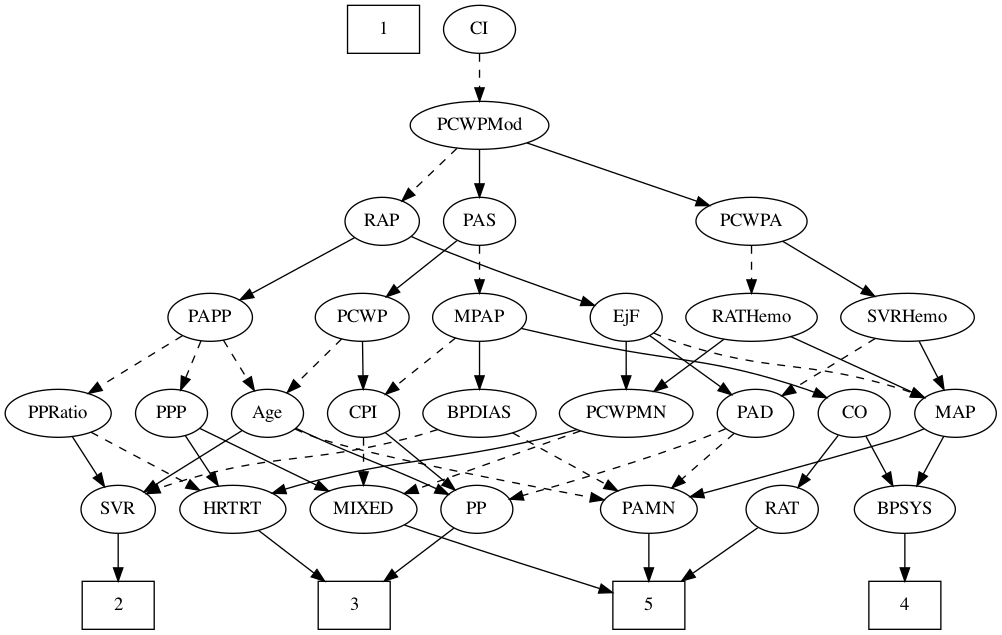 1
CI
PCWPMod
RAP
PAS
PCWPA
PAPP
PCWP
MPAP
EjF
RATHemo
SVRHemo
PPRatio
PPP
Age
CPI
BPDIAS
PCWPMN
PAD
CO
MAP
SVR
HRTRT
MIXED
PP
PAMN
RAT
BPSYS
2
3
5
4